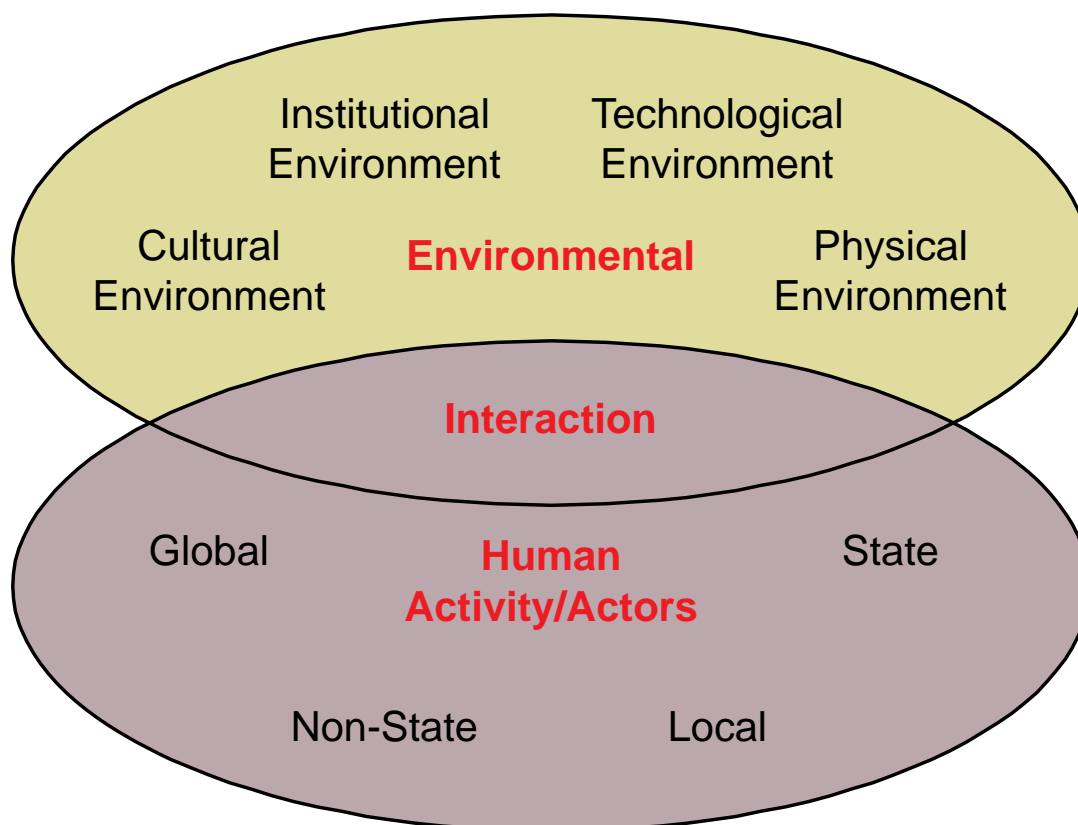 Institutional
Environment
Technological
Environment
Cultural
Environment
Environmental
Physical
Environment
Interaction
Global
Human
Activity/Actors
State
Non-State
Local